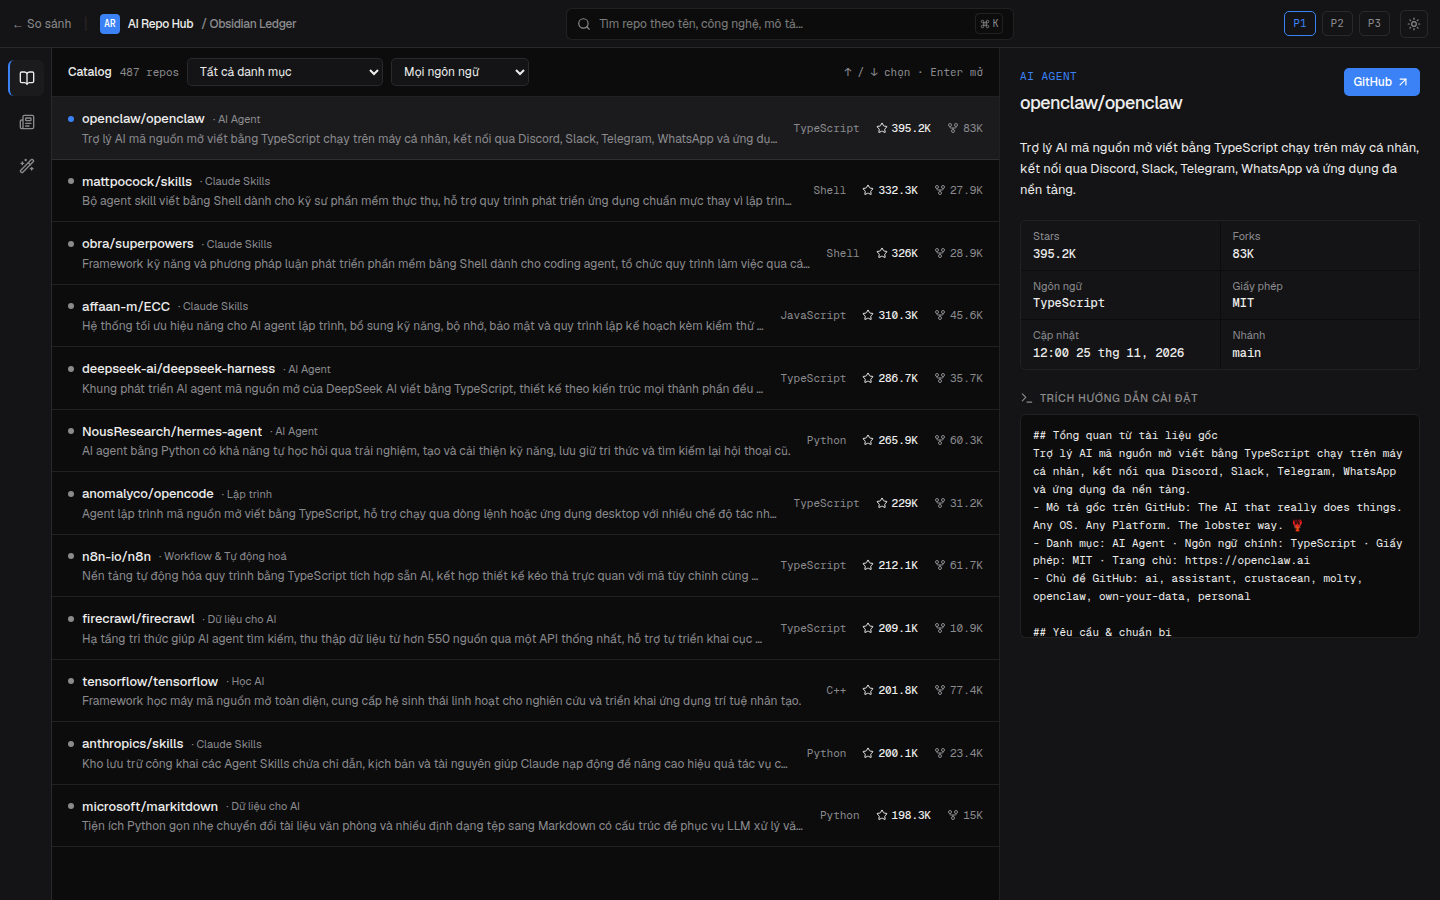 ← So sánh
AR AI Repo Hub / Obsidian Ledger
Tìm repo theo tên, công nghệ, mô tả...
⌘ K
P1 P2 P3
Catalog 487 repos Tất cả danh mục Mọi ngôn ngữ ↑ / ↓ chọn · Enter mở
openclaw/openclaw · AI Agent
Trợ lý AI mã nguồn mở viết bằng TypeScript chạy trên máy cá nhân, kết nối qua Discord, Slack, Telegram, WhatsApp và ứng dụ...
TypeScript 395.2K 83K
mattpocock/skills · Claude Skills
Bộ agent skill viết bằng Shell dành cho kỹ sư phần mềm thực thụ, hỗ trợ quy trình phát triển ứng dụng chuẩn mực thay vì lập trìn...
Shell 332.3K 27.9K
obra/superpowers · Claude Skills
Framework kỹ năng và phương pháp luận phát triển phần mềm bằng Shell dành cho coding agent, tổ chức quy trình làm việc qua cá...
Shell 326K 28.9K
affaan-m/ECC · Claude Skills
Hệ thống tối ưu hiệu năng cho AI agent lập trình, bổ sung kỹ năng, bộ nhớ, bảo mật và quy trình lập kế hoạch kèm kiểm thử ...
JavaScript 310.3K 45.6K
deepseek-ai/deepseek-harness · AI Agent
Khung phát triển AI agent mã nguồn mở của DeepSeek AI viết bằng TypeScript, thiết kế theo kiến trúc mọi thành phần đều ...
TypeScript 286.7K 35.7K
NousResearch/hermes-agent · AI Agent
AI agent bằng Python có khả năng tự học hỏi qua trải nghiệm, tạo và cải thiện kỹ năng, lưu giữ tri thức và tìm kiếm lại hội thoại cũ.
Python 265.9K 60.3K
anomalyco/opencode · Lập trình
Agent lập trình mã nguồn mở viết bằng TypeScript, hỗ trợ chạy qua dòng lệnh hoặc ứng dụng desktop với nhiều chế độ tác nh...
TypeScript 229K 31.2K
n8n-io/n8n · Workflow & Tự động hoá
Nền tảng tự động hóa quy trình bằng TypeScript tích hợp sẵn AI, kết hợp thiết kế kéo thả trực quan với mã tùy chỉnh cùng ...
TypeScript 212.1K 61.7K
firecrawl/firecrawl · Dữ liệu cho AI
Hạ tầng tri thức giúp AI agent tìm kiếm, thu thập dữ liệu từ hơn 550 nguồn qua một API thống nhất, hỗ trợ tự triển khai cục ...
TypeScript 209.1K 10.9K
tensorflow/tensorflow · Học AI
Framework học máy mã nguồn mở toàn diện, cung cấp hệ sinh thái linh hoạt cho nghiên cứu và triển khai ứng dụng trí tuệ nhân tạo.
C++ 201.8K 77.4K
anthropics/skills · Claude Skills
Kho lưu trữ công khai các Agent Skills chứa chỉ dẫn, kịch bản và tài nguyên giúp Claude nạp động để nâng cao hiệu quả tác vụ c...
Python 200.1K 23.4K
microsoft/markitdown · Dữ liệu cho AI
Tiện ích Python gọn nhẹ chuyển đổi tài liệu văn phòng và nhiều định dạng tệp sang Markdown có cấu trúc để phục vụ LLM xử lý vă...
Python 198.3K 15K
AI AGENT
openclaw/openclaw
GitHub ↗
Trợ lý AI mã nguồn mở viết bằng TypeScript chạy trên máy cá nhân,
kết nối qua Discord, Slack, Telegram, WhatsApp và ứng dụng đa
nền tảng.
Stars Forks
395.2K 83K
Ngôn ngữ Giấy phép
TypeScript MIT
Cập nhật Nhánh
12:00 25 thg 11, 2026 main
TRÍCH HƯỚNG DẪN CÀI ĐẶT
## Tổng quan từ tài liệu gốc
Trợ lý AI mã nguồn mở viết bằng TypeScript chạy trên máy
cá nhân, kết nối qua Discord, Slack, Telegram, WhatsApp
và ứng dụng đa nền tảng.
- Mô tả gốc trên GitHub: The AI that really does things.
Any OS. Any Platform. The lobster way. 🦞
- Danh mục: AI Agent · Ngôn ngữ chính: TypeScript · Giấy
phép: MIT · Trang chủ: https://openclaw.ai
- Chủ đề GitHub: ai, assistant, crustacean, molty,
openclaw, own-your-data, personal
## Yêu cầu & chuẩn bị